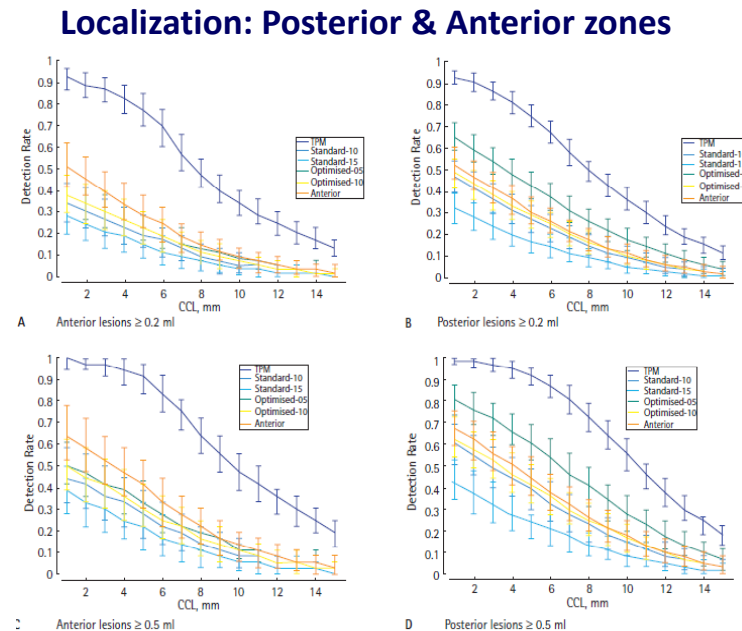 Localization: Posterior & Anterior zones
1
0.9
0.8
0.7
0.6
0.5
0.4
0.3
0.2
0.1
0
Detection Rate
TPM
Standard-10
Standard-15
Optimised-05
Optimised-10
Anterior
2 4 6 8 10 12 14
CCL, mm
A Anterior lesions ≥ 0.2 ml
1
0.9
0.8
0.7
0.6
0.5
0.4
0.3
0.2
0.1
0
Detection Rate
TPM
Standard-1
Standard-1
Optimised-
Optimised-
Anterior
2 4 6 8 10 12 14
CCL, mm
B Posterior lesions ≥ 0.2 ml
1
0.9
0.8
0.7
0.6
0.5
0.4
0.3
0.2
0.1
0
Detection Rate
TPM
Standard-10
Standard-15
Optimised-05
Optimised-10
Anterior
2 4 6 8 10 12 14
CCL, mm
C Anterior lesions ≥ 0.5 ml
1
0.9
0.8
0.7
0.6
0.5
0.4
0.3
0.2
0.1
0
Detection Rate
TPM
Standard-10
Standard-15
Optimised-05
Optimised-10
Anterior
2 4 6 8 10 12 14
CCL, mm
D Posterior lesions ≥ 0.5 ml